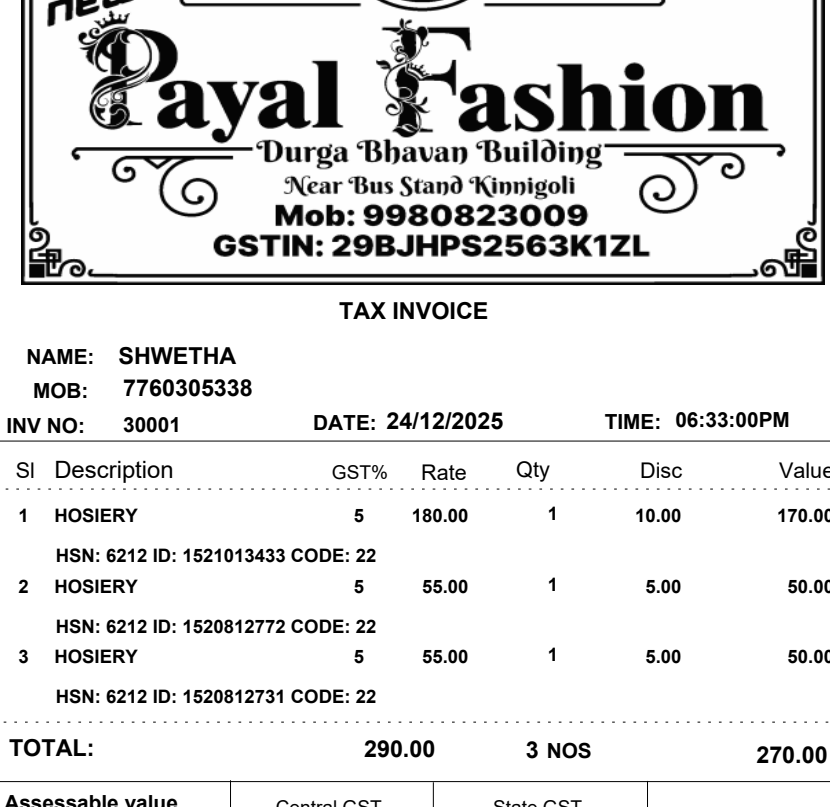 new
Payal Fashion
Durga Bhavan Building
Near Bus Stand Kinnigoli
Mob: 9980823009
GSTIN: 29BJHPS2563K1ZL
TAX INVOICE
NAME: SHWETHA
MOB: 7760305338
INV NO: 30001 DATE: 24/12/2025 TIME: 06:33:00PM
Sl Description GST% Rate Qty Disc Value
1 HOSIERY 5 180.00 1 10.00 170.00
HSN: 6212 ID: 1521013433 CODE: 22
2 HOSIERY 5 55.00 1 5.00 50.00
HSN: 6212 ID: 1520812772 CODE: 22
3 HOSIERY 5 55.00 1 5.00 50.00
HSN: 6212 ID: 1520812731 CODE: 22
TOTAL: 290.00 3 NOS 270.00
Assessable value Central GST State GST